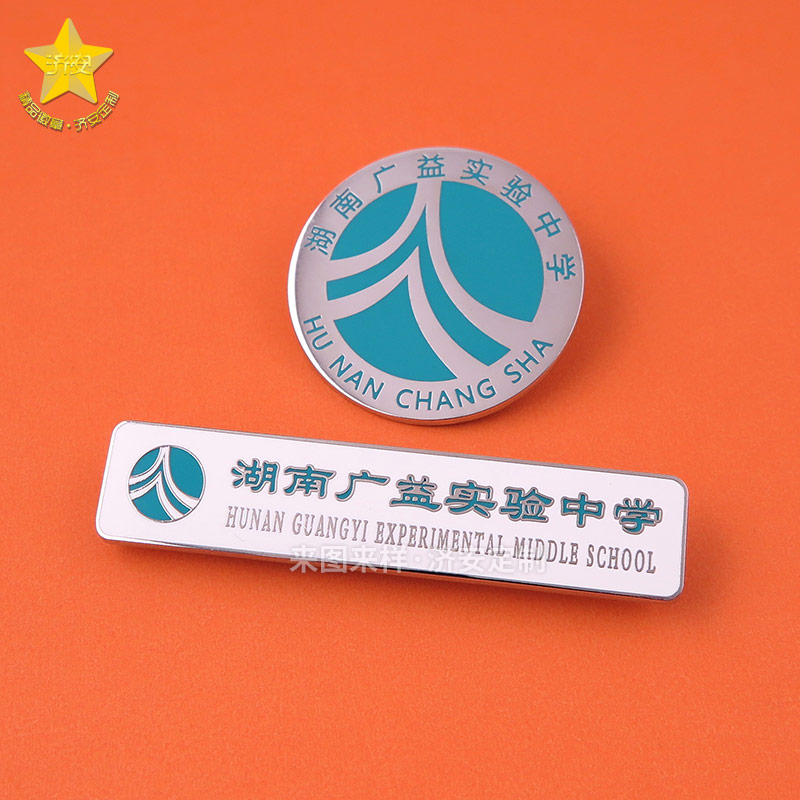 济安
精品徽章·济安定制
湖南广益实验中学
HU NAN CHANG SHA
湖南广益实验中学
HUNAN GUANGYI EXPERIMENTAL MIDDLE SCHOOL
来图来样·济安定制